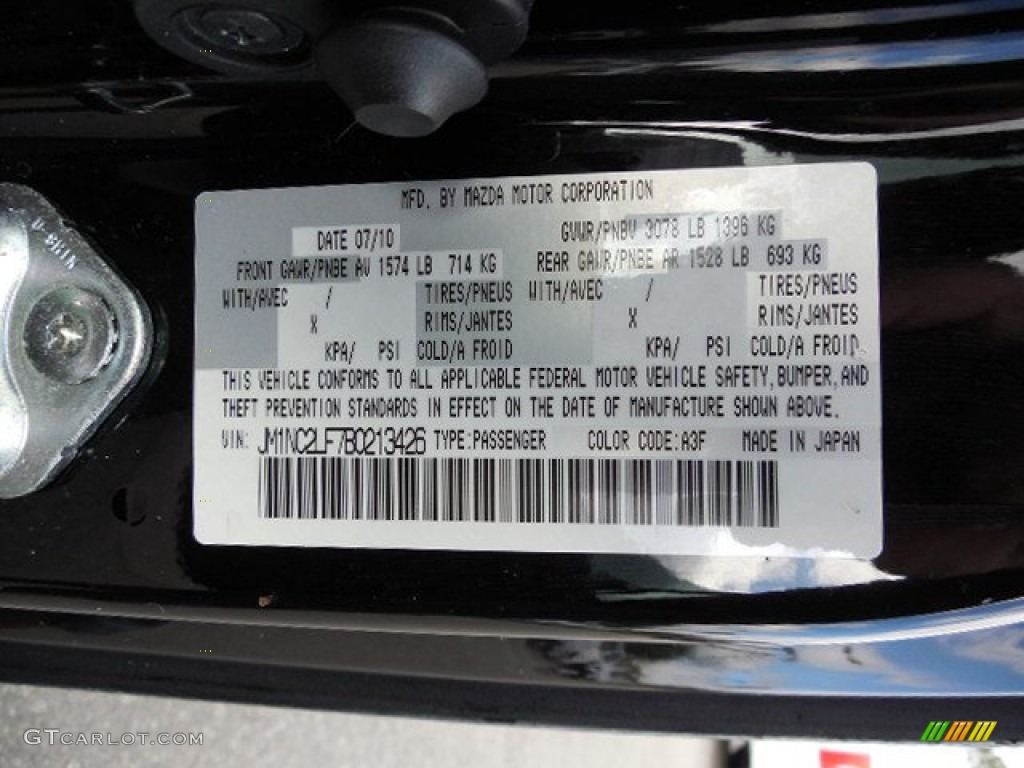 MFD. BY MAZDA MOTOR CORPORATION
DATE 07/10 GVWR/PNBV 3078 LB 1396 KG
FRONT GAWR/PNBE AV 1574 LB 714 KG REAR GAWR/PNBE AR 1528 LB 693 KG
WITH/AVEC / TIRES/PNEUS WITH/AVEC / TIRES/PNEUS
X RIMS/JANTES X RIMS/JANTES
KPA/ PSI COLD/A FROID KPA/ PSI COLD/A FROID
THIS VEHICLE CONFORMS TO ALL APPLICABLE FEDERAL MOTOR VEHICLE SAFETY, BUMPER, AND
THEFT PREVENTION STANDARDS IN EFFECT ON THE DATE OF MANUFACTURE SHOWN ABOVE.
VIN: JM1NC2LF7B0213426 TYPE:PASSENGER COLOR CODE:A3F MADE IN JAPAN
GTCARLOT.COM